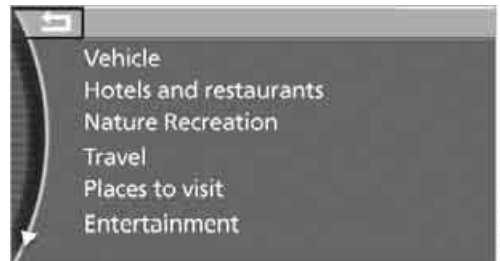 Vehicle
Hotels and restaurants
Nature Recreation
Travel
Places to visit
Entertainment